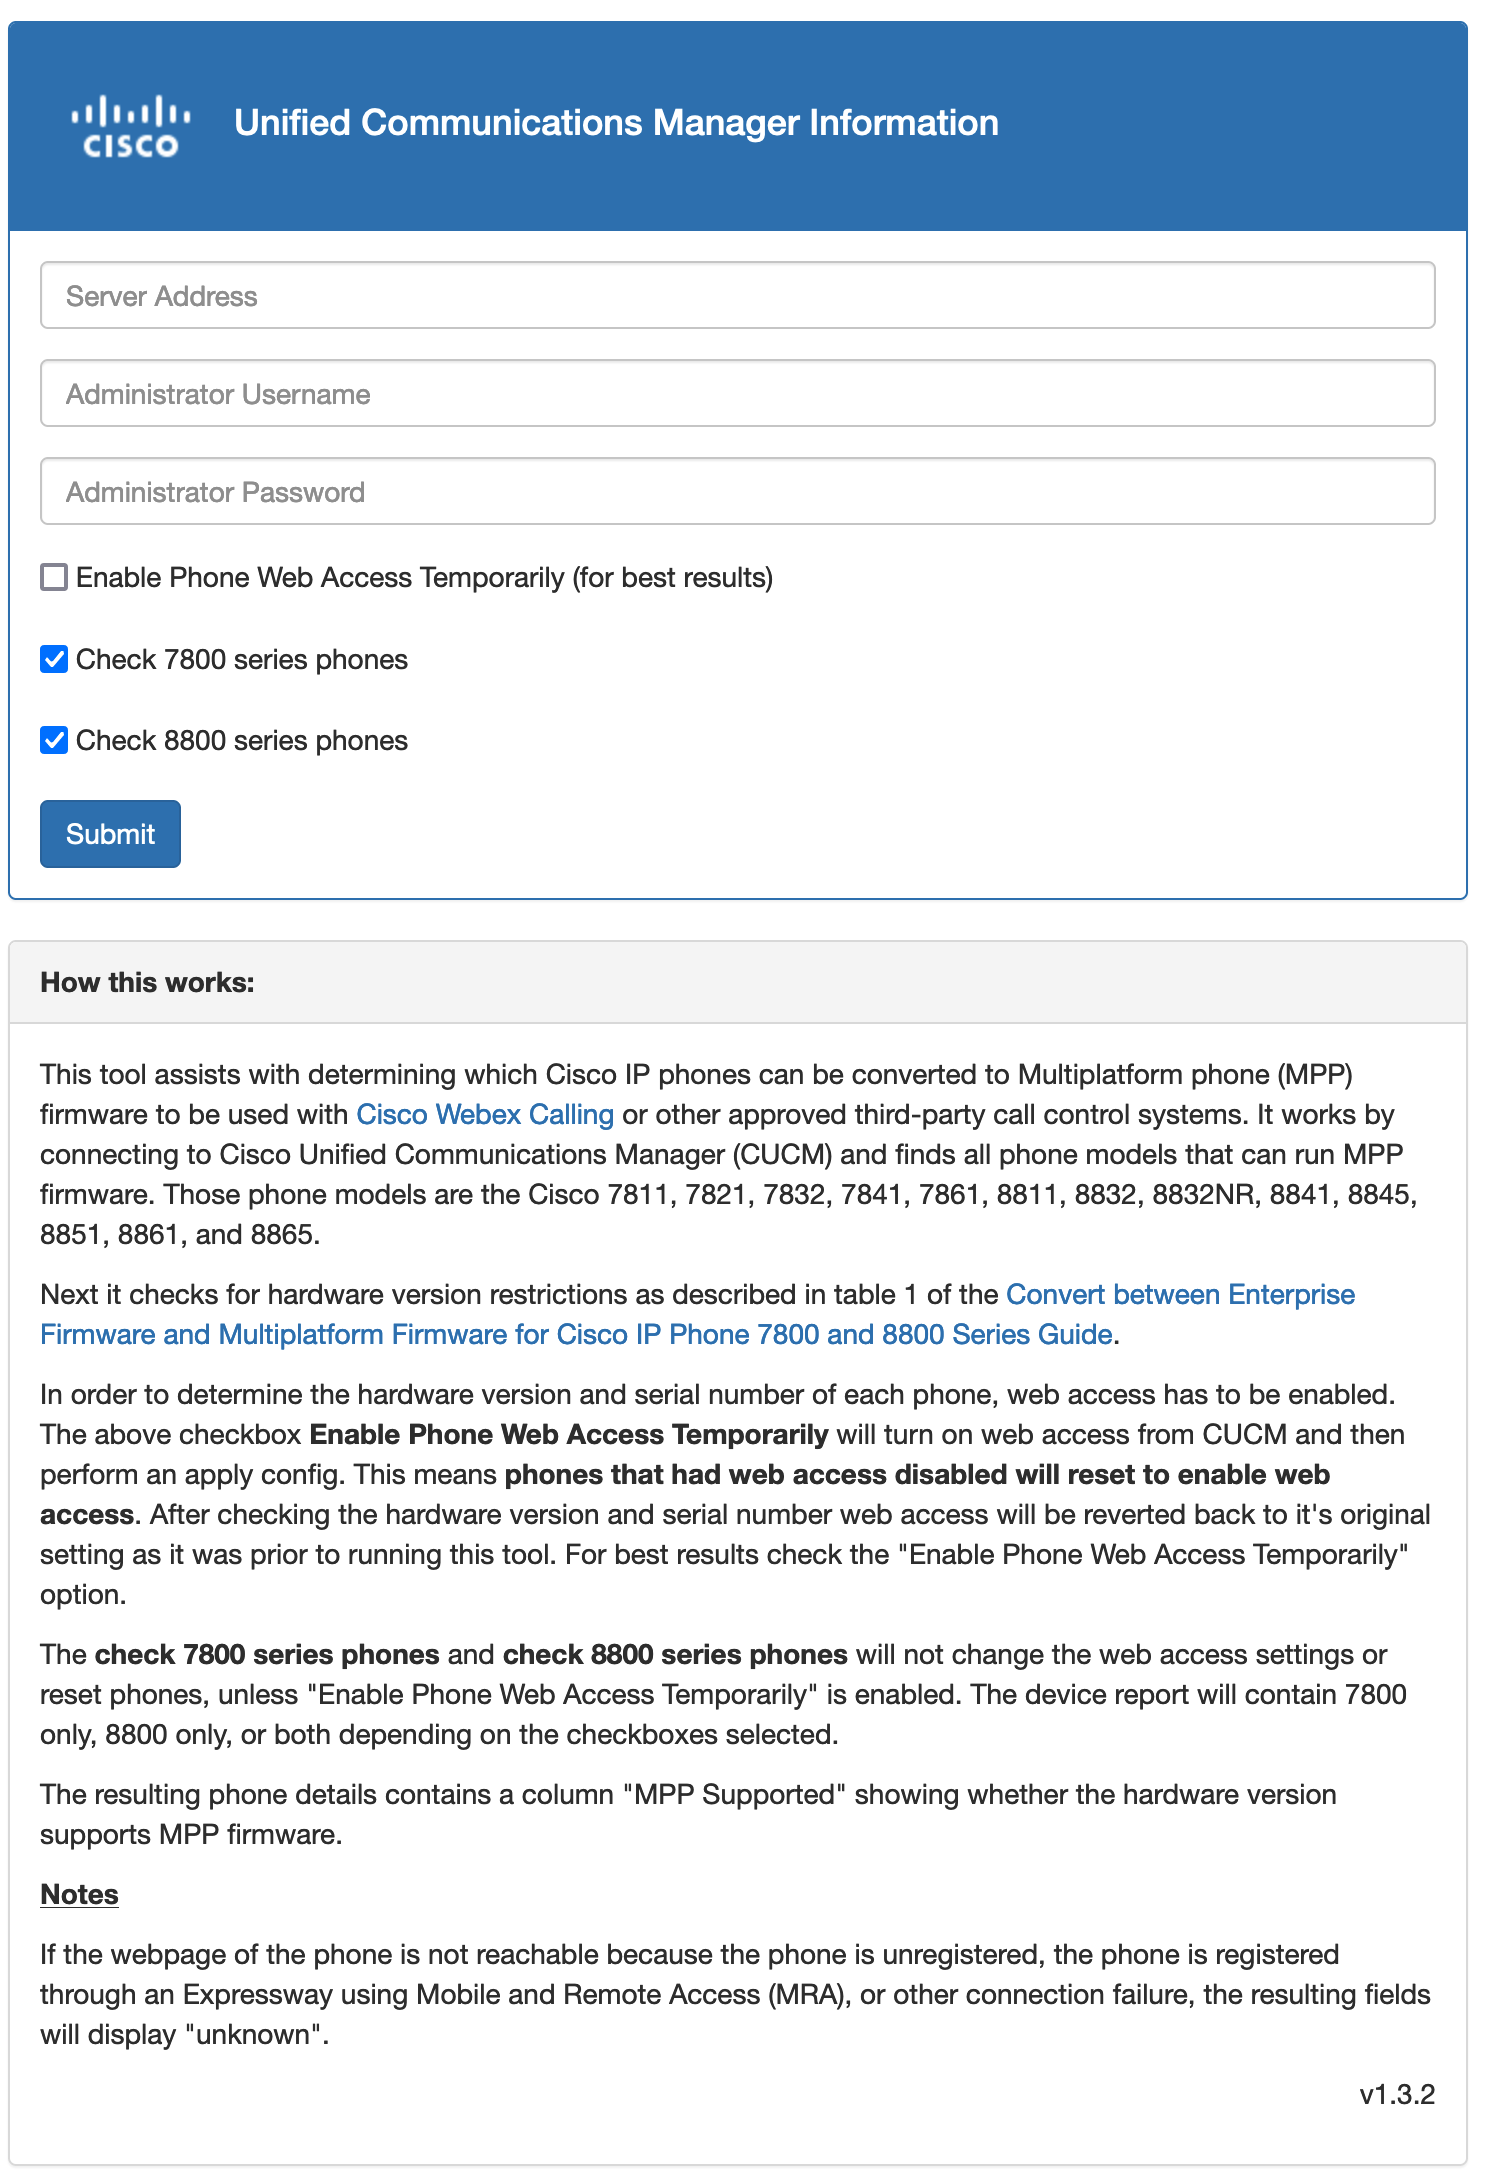 CISCO
Unified Communications Manager Information
Server Address
Administrator Username
Administrator Password
Enable Phone Web Access Temporarily (for best results)
Check 7800 series phones
Check 8800 series phones
Submit
How this works:
This tool assists with determining which Cisco IP phones can be converted to Multiplatform phone (MPP)
firmware to be used with Cisco Webex Calling or other approved third-party call control systems. It works by
connecting to Cisco Unified Communications Manager (CUCM) and finds all phone models that can run MPP
firmware. Those phone models are the Cisco 7811, 7821, 7832, 7841, 7861, 8811, 8832, 8832NR, 8841, 8845,
8851, 8861, and 8865.
Next it checks for hardware version restrictions as described in table 1 of the Convert between Enterprise
Firmware and Multiplatform Firmware for Cisco IP Phone 7800 and 8800 Series Guide.
In order to determine the hardware version and serial number of each phone, web access has to be enabled.
The above checkbox Enable Phone Web Access Temporarily will turn on web access from CUCM and then
perform an apply config. This means phones that had web access disabled will reset to enable web
access. After checking the hardware version and serial number web access will be reverted back to it's original
setting as it was prior to running this tool. For best results check the "Enable Phone Web Access Temporarily"
option.
The check 7800 series phones and check 8800 series phones will not change the web access settings or
reset phones, unless "Enable Phone Web Access Temporarily" is enabled. The device report will contain 7800
only, 8800 only, or both depending on the checkboxes selected.
The resulting phone details contains a column "MPP Supported" showing whether the hardware version
supports MPP firmware.
Notes
If the webpage of the phone is not reachable because the phone is unregistered, the phone is registered
through an Expressway using Mobile and Remote Access (MRA), or other connection failure, the resulting fields
will display "unknown".
v1.3.2